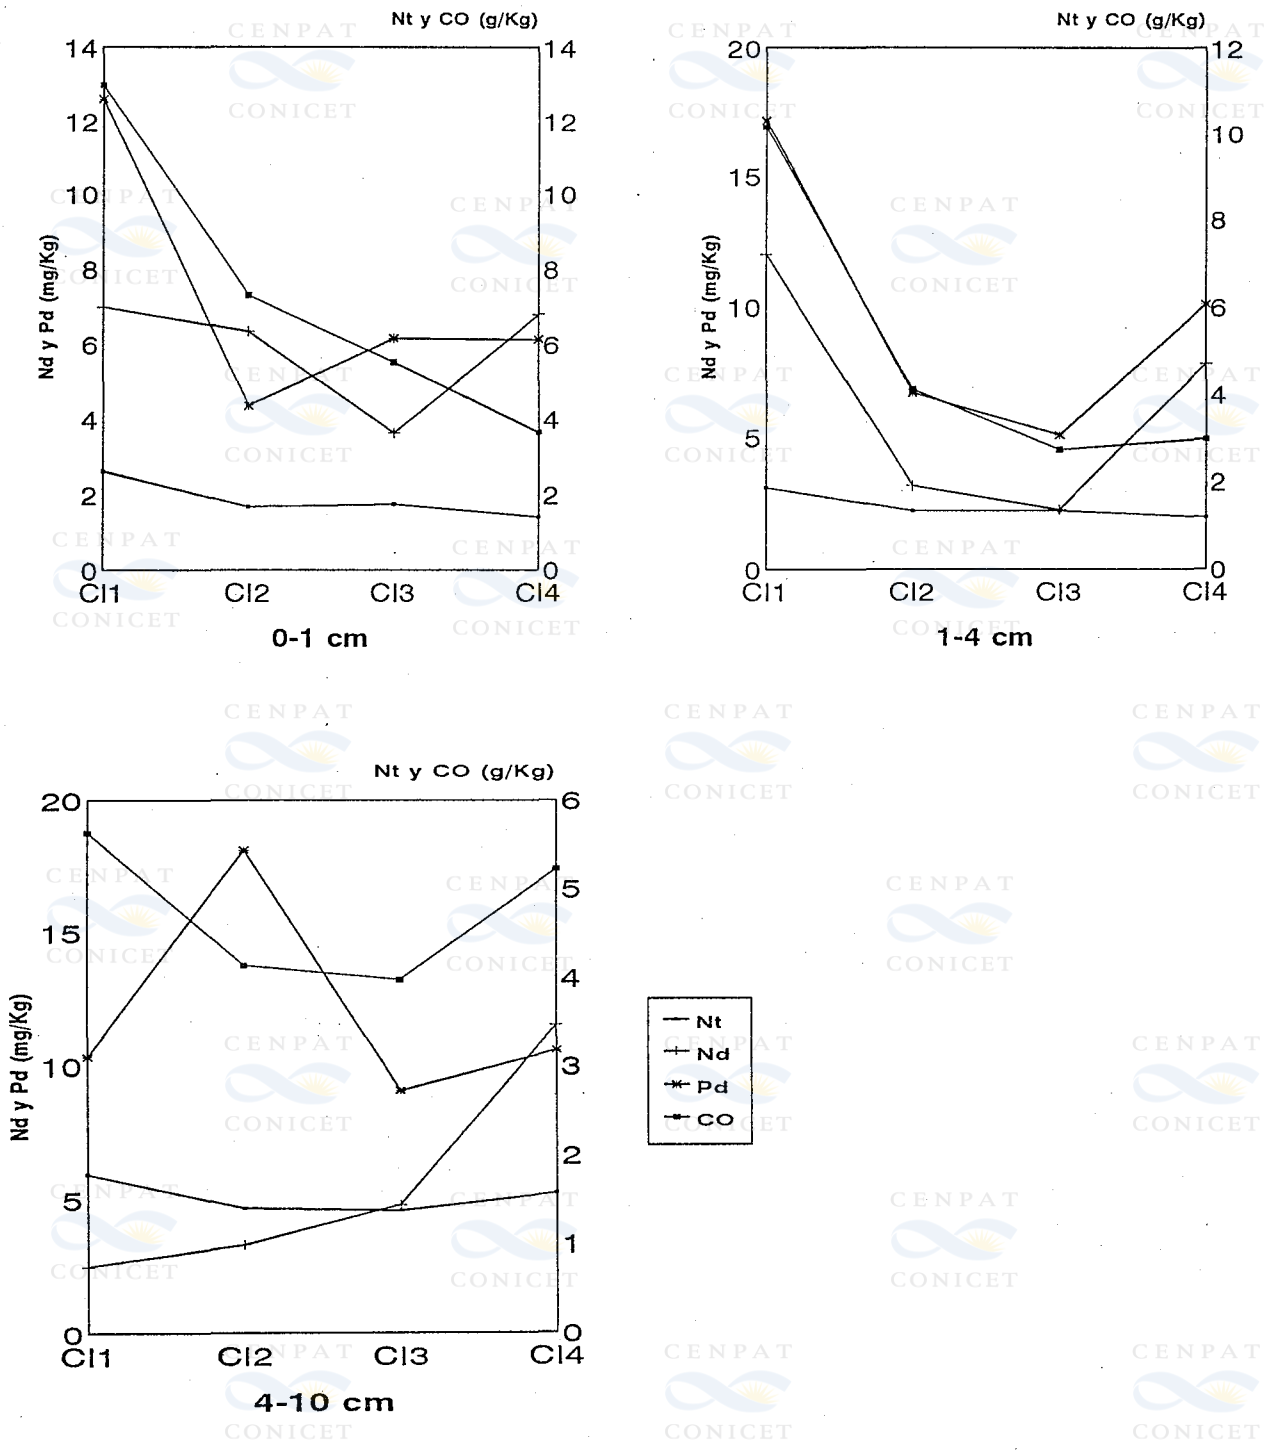 Nt y CO (g/Kg)
14 14
12 12
10 10
8 8
6 6
4 4
2 2
0 0
Nd y Pd (mg/Kg)
Cl1 Cl2 Cl3 Cl4
0-1 cm
Nt y CO (g/Kg)
20 12
10
15
8
10 6
4
5
2
0 0
Nd y Pd (mg/Kg)
Cl1 Cl2 Cl3 Cl4
1-4 cm
Nt y CO (g/Kg)
20 6
5
15
4
10 3
2
5
1
0 0
Nd y Pd (mg/Kg)
Cl1 Cl2 Cl3 Cl4
4-10 cm
Nt
Nd
Pd
CO
CENPAT
CONICET